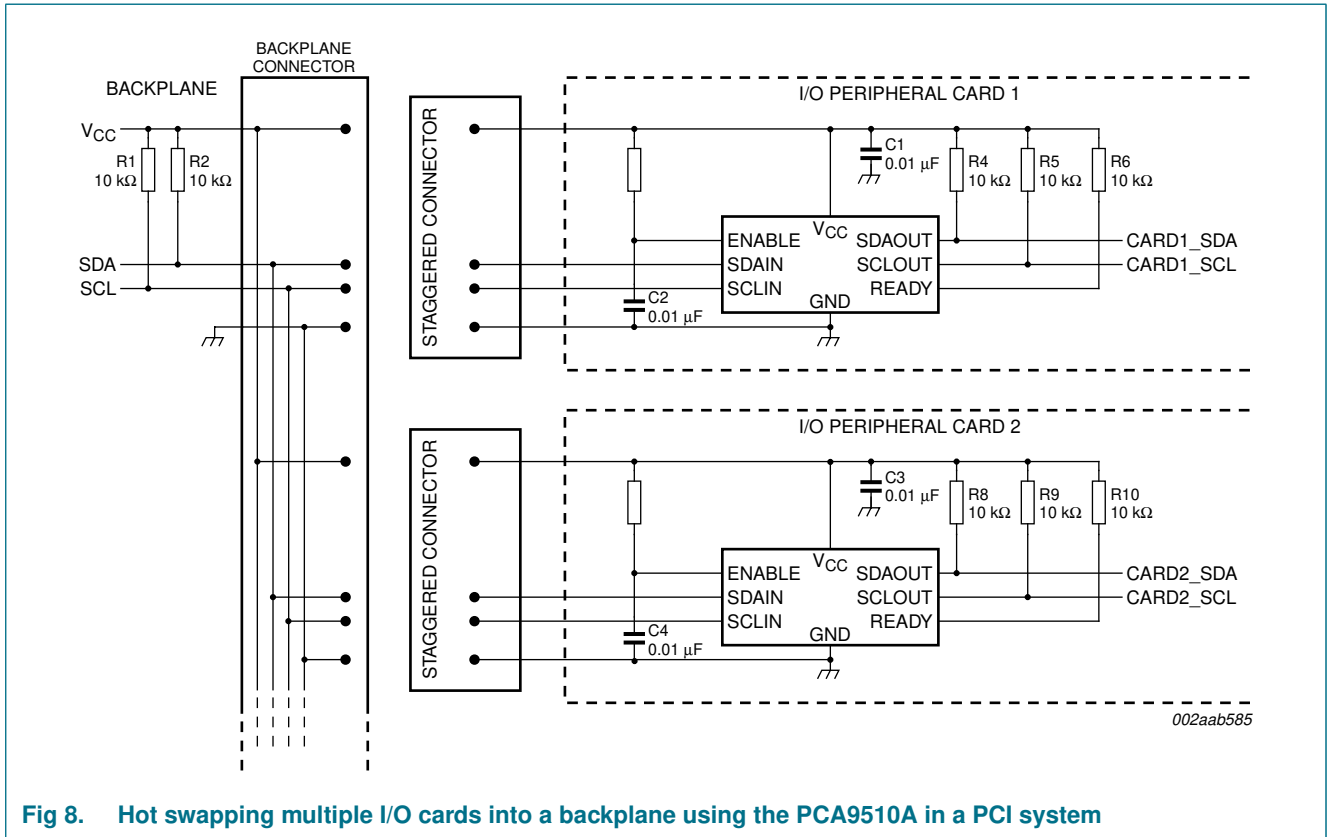 BACKPLANE
CONNECTOR
BACKPLANE
VCC
R1
10 kΩ
R2
10 kΩ
SDA
SCL
STAGGERED CONNECTOR
I/O PERIPHERAL CARD 1
C1
0.01 μF
R4
10 kΩ
R5
10 kΩ
R6
10 kΩ
VCC
ENABLE
SDAIN
SCLIN
SDAOUT
SCLOUT
READY
GND
C2
0.01 μF
CARD1_SDA
CARD1_SCL
STAGGERED CONNECTOR
I/O PERIPHERAL CARD 2
C3
0.01 μF
R8
10 kΩ
R9
10 kΩ
R10
10 kΩ
VCC
ENABLE
SDAIN
SCLIN
SDAOUT
SCLOUT
READY
GND
C4
0.01 μF
CARD2_SDA
CARD2_SCL
002aab585
Fig 8. Hot swapping multiple I/O cards into a backplane using the PCA9510A in a PCI system